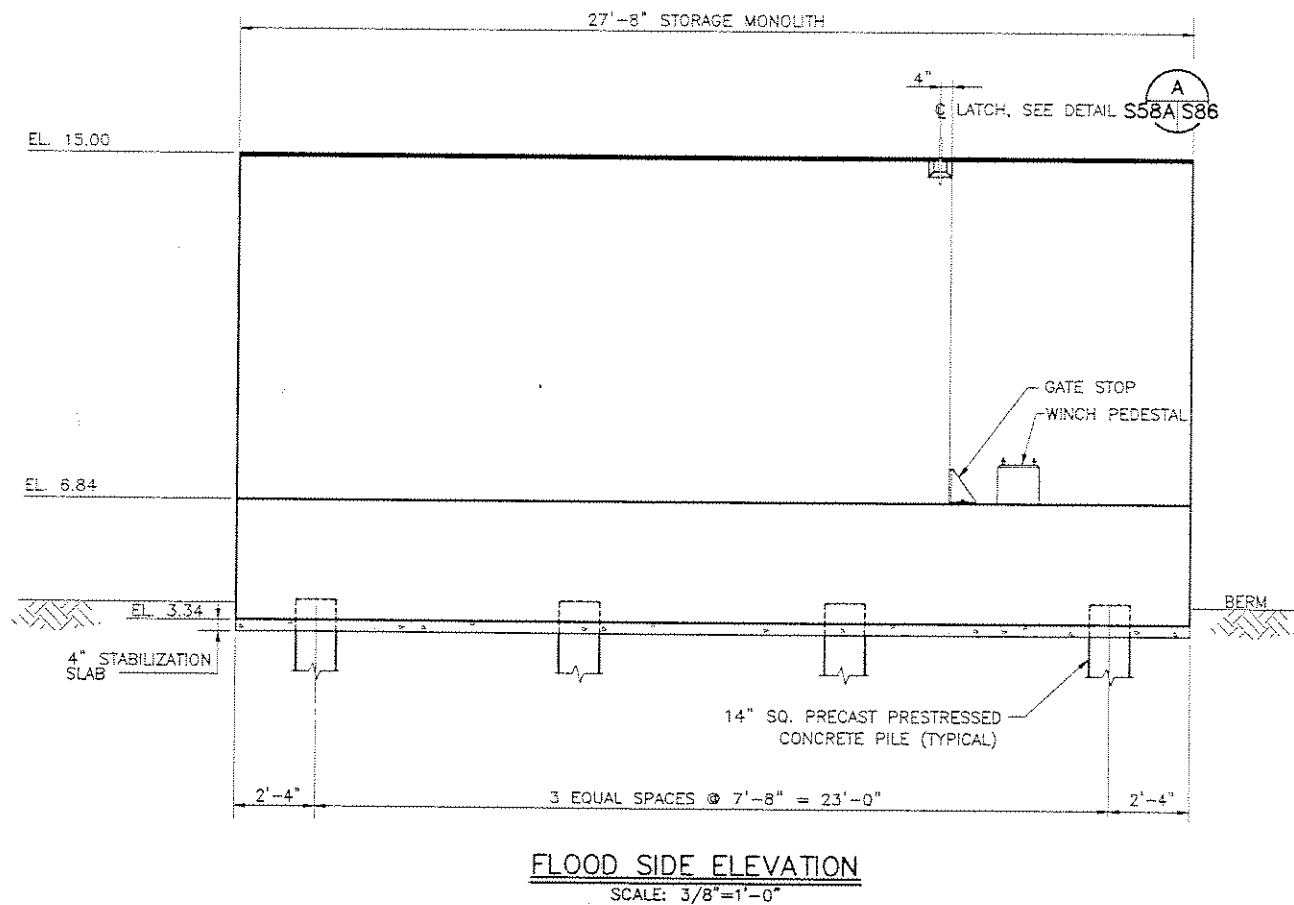 27'-8" STORAGE MONOLITH
4"
A
℄ LATCH, SEE DETAIL S58A S86
EL. 15.00
GATE STOP
WINCH PEDESTAL
EL. 6.84
EL. 3.34
BERM
4" STABILIZATION
SLAB
14" SQ. PRECAST PRESTRESSED
CONCRETE PILE (TYPICAL)
2'-4"
3 EQUAL SPACES @ 7'-8" = 23'-0"
2'-4"
FLOOD SIDE ELEVATION
SCALE: 3/8"=1'-0"